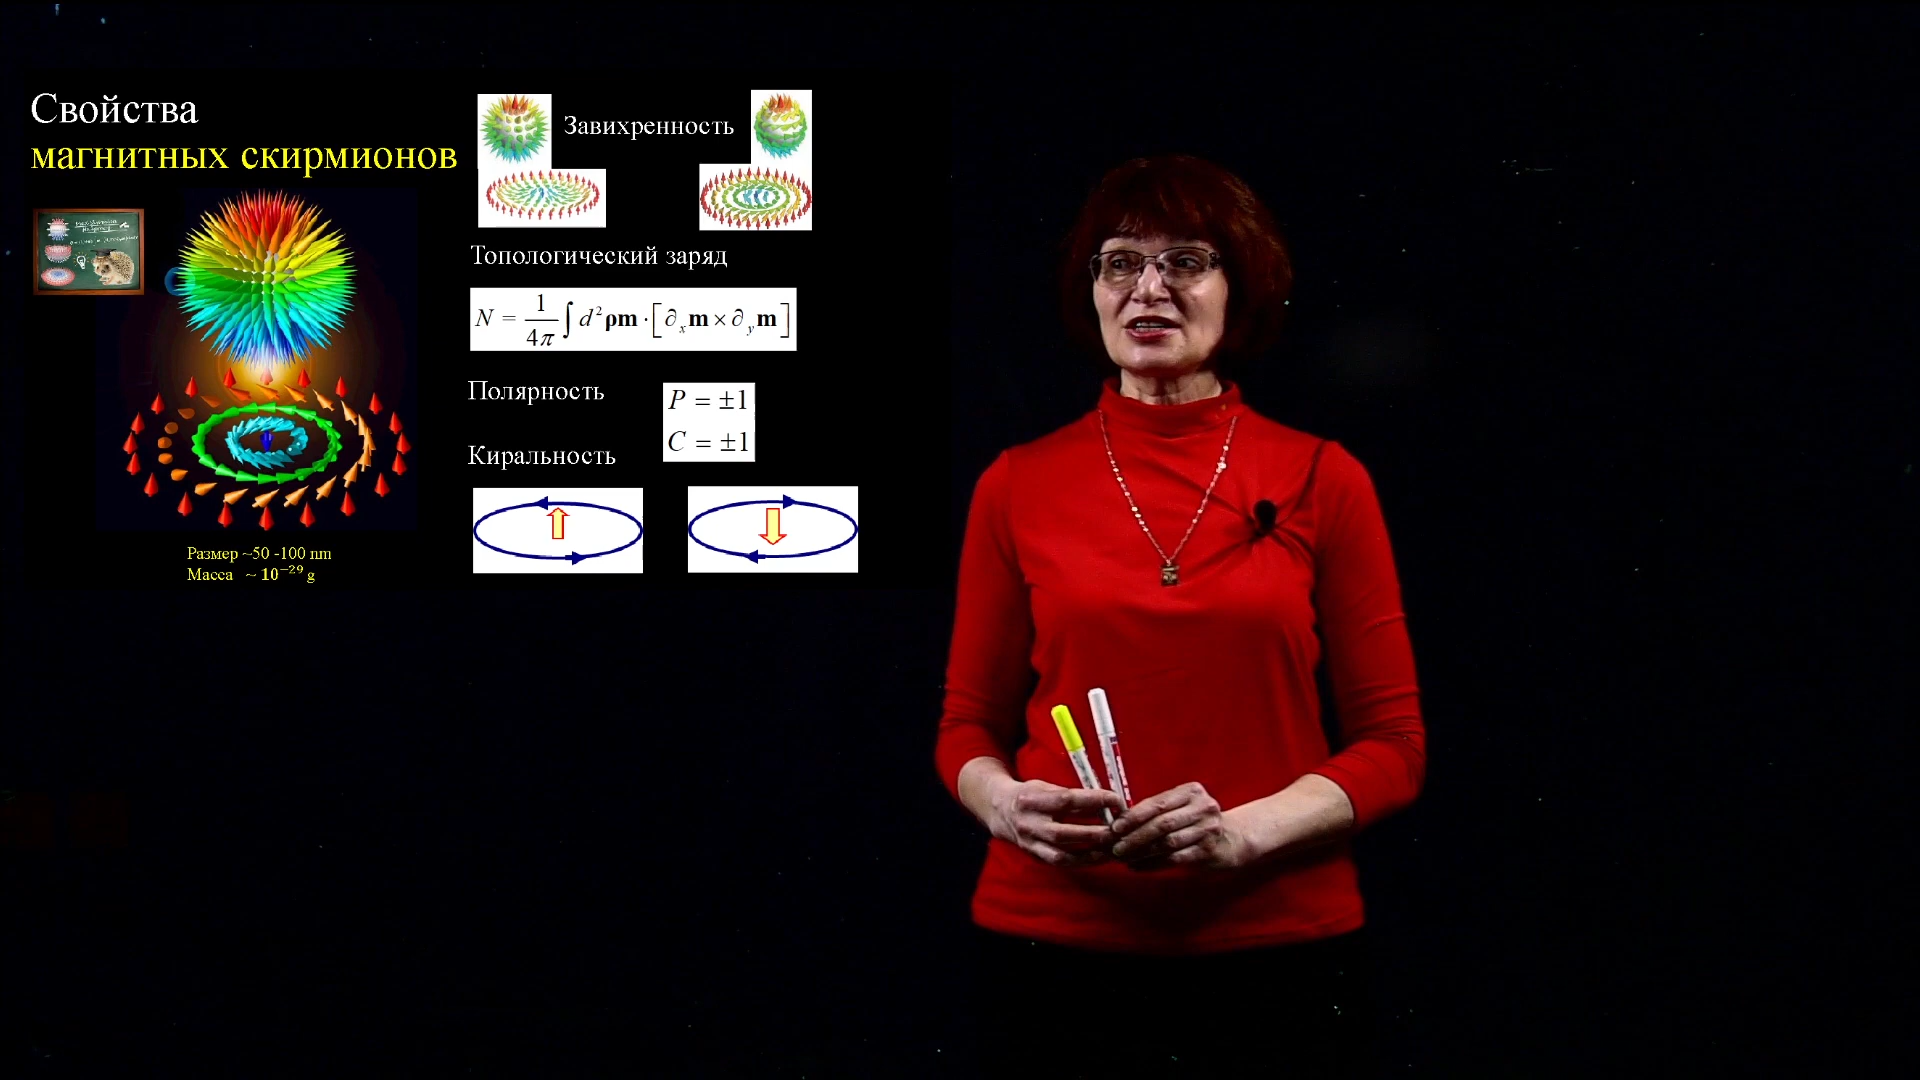 Свойства
магнитных скирмионов
Размер ~50 -100 nm
Масса ~ 10⁻²⁹ g
Завихренность
Топологический заряд
N = 1/4π ∫ d²ρm · [∂ₓm × ∂ᵧm]
Полярность
P = ±1
C = ±1
Киральность